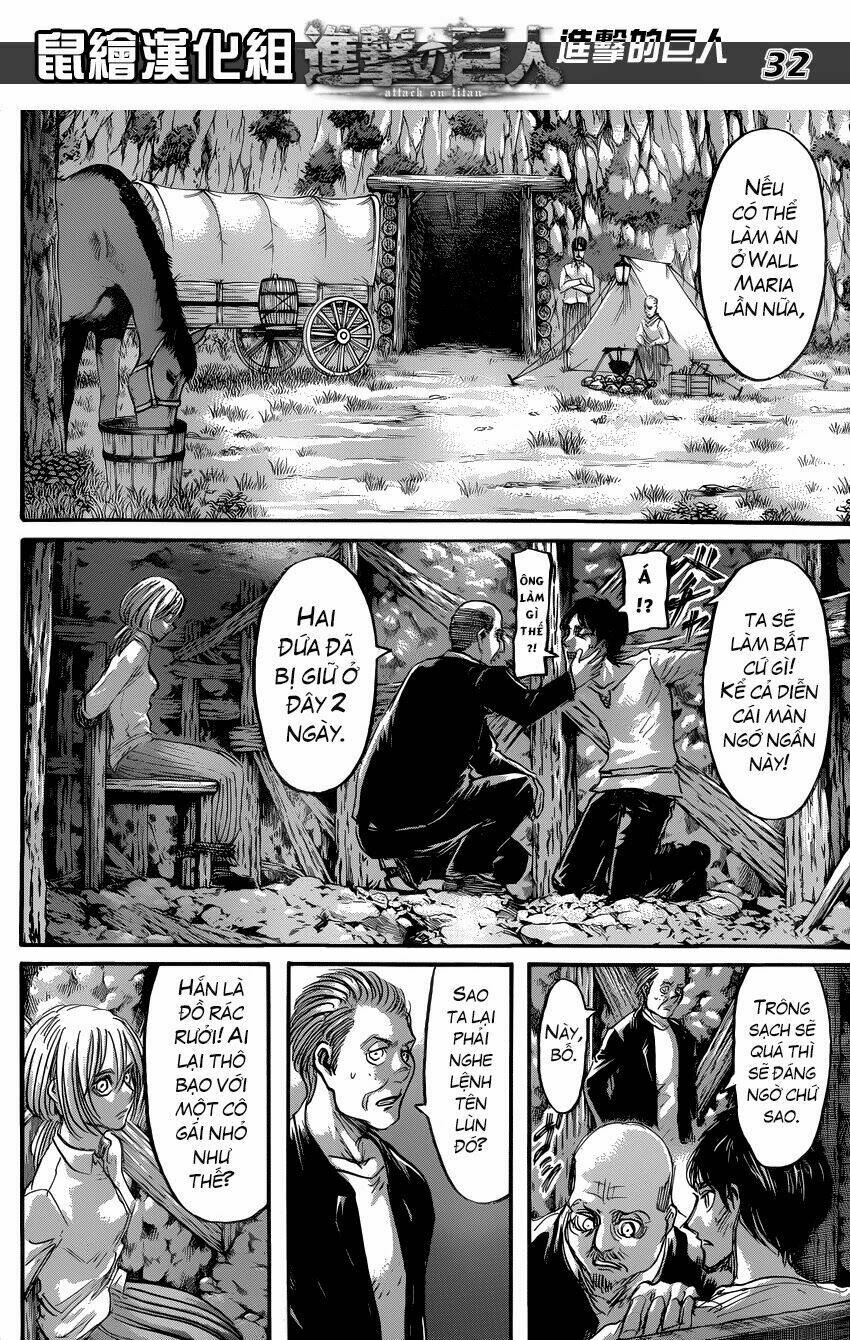 鼠繪漢化組
進撃の巨人
attack on titan
進擊的巨人
32
NẾU
CÓ THỂ
LÀM ĂN
Ở WALL
MARIA
LẦN NỮA,
TA SẼ
LÀM BẤT
CỨ GÌ!
KỂ CẢ DIỄN
CÁI MÀN
NGỚ NGẨN
NÀY!
Á
!?
ÔNG
LÀM
GÌ
THẾ
?!
HAI
ĐỨA ĐÃ
BỊ GIỮ Ở
ĐÂY 2
NGÀY.
TRÔNG
SẠCH SẼ
QUÁ THÌ
SẼ ĐÁNG
NGỜ CHỨ
SAO.
NÀY,
BỐ.
SAO
TA LẠI
PHẢI
NGHE
LỆNH
TÊN
LÙN
ĐÓ?
HẮN LÀ
ĐỒ RÁC
RƯỞI! AI
LẠI THÔ
BẠO VỚI
MỘT CÔ
GÁI NHỎ
NHƯ
THẾ?